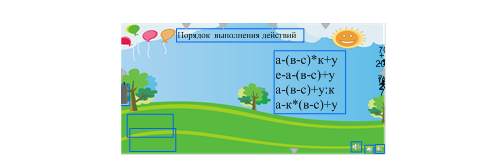 Порядок выполнения действий
а-(в-с)*к+у
е-а-(в-с)+у
а-(в-с)+у:к
а-к*(в-с)+у